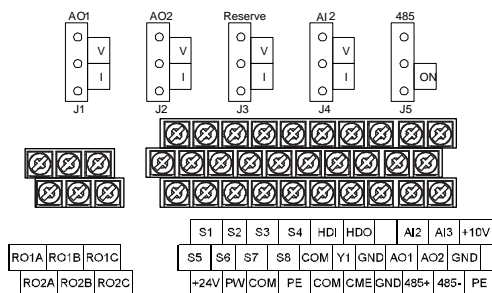 AO1 AO2 Reserve AI2 485
V V V V
I I I I ON
J1 J2 J3 J4 J5
S1 S2 S3 S4 HDI HDO AI2 AI3 +10V
RO1A RO1B RO1C S5 S6 S7 S8 COM Y1 GND AO1 AO2 GND
RO2A RO2B RO2C +24V PW COM PE COM CME GND 485+ 485- PE